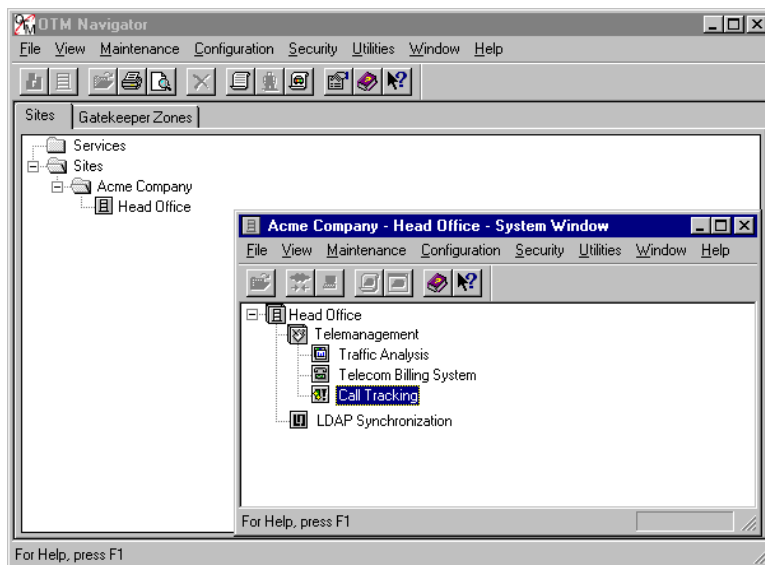 OTM Navigator
File View Maintenance Configuration Security Utilities Window Help
Sites Gatekeeper Zones
Services
Sites
Acme Company
Head Office
Acme Company - Head Office - System Window
File View Maintenance Configuration Security Utilities Window Help
Head Office
Telemanagement
Traffic Analysis
Telecom Billing System
Call Tracking
LDAP Synchronization
For Help, press F1
For Help, press F1